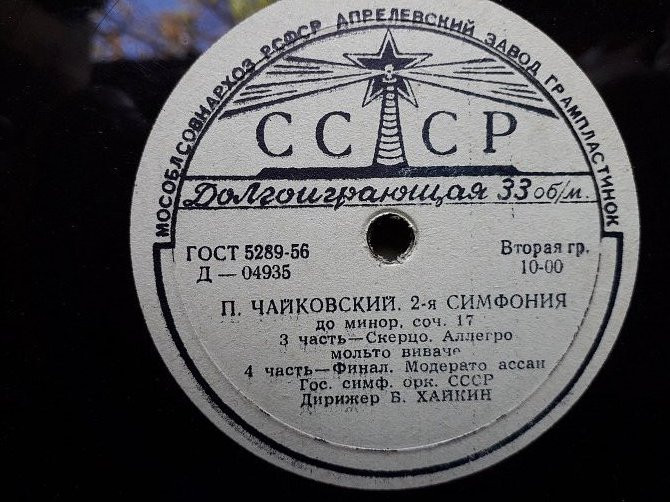 МОСОБЛСОВНАРХОЗ РСФСР АПРЕЛЕВСКИЙ ЗАВОД ГРАМПЛАСТИНОК
СССР
Долгоиграющая 33 об/м.
ГОСТ 5289-56
Д — 04935
Вторая гр.
10-00
П. ЧАЙКОВСКИЙ. 2-я СИМФОНИЯ
до минор, соч. 17
3 часть—Скерцо. Аллегро
мольто виваче
4 часть—Финал. Модерато ассаи
Гос. симф. орк. СССР
Дирижер Б. ХАЙКИН